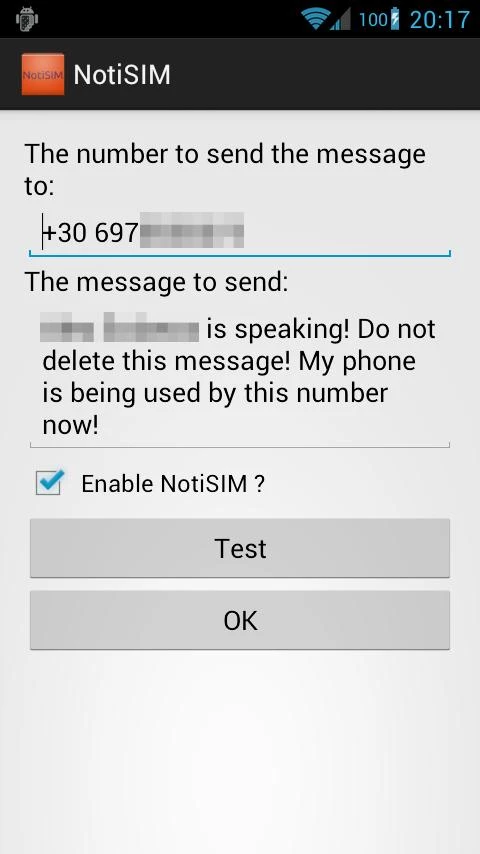 100 20:17
NotiSIM NotiSIM
The number to send the message
to:
+30 697
The message to send:
is speaking! Do not
delete this message! My phone
is being used by this number
now!
Enable NotiSIM ?
Test
OK